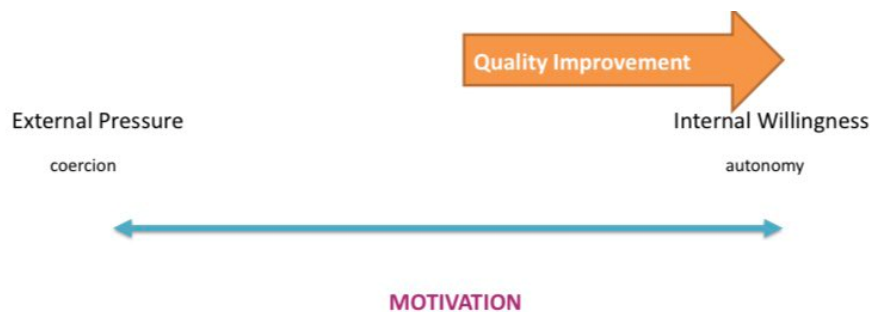 Quality Improvement
External Pressure
Internal Willingness
coercion
autonomy
MOTIVATION